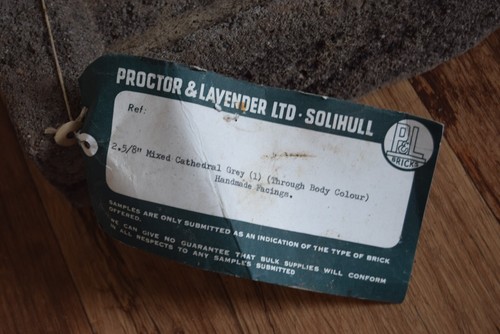 PROCTOR & LAVENDER LTD · SOLIHULL
P&L
BRICKS
Ref:
2.5/8" Mixed Cathedral Grey (1) (Through Body Colour)
Handmade Facings.
SAMPLES ARE ONLY SUBMITTED AS AN INDICATION OF THE TYPE OF BRICK
OFFERED.
WE CAN GIVE NO GUARANTEE THAT BULK SUPPLIES WILL CONFORM
IN ALL RESPECTS TO ANY SAMPLES SUBMITTED